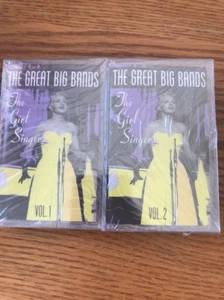 THE GREAT BIG BANDS
The
Girl
Singers
VOL. 1
THE GREAT BIG BANDS
The
Girl
Singers
VOL. 2